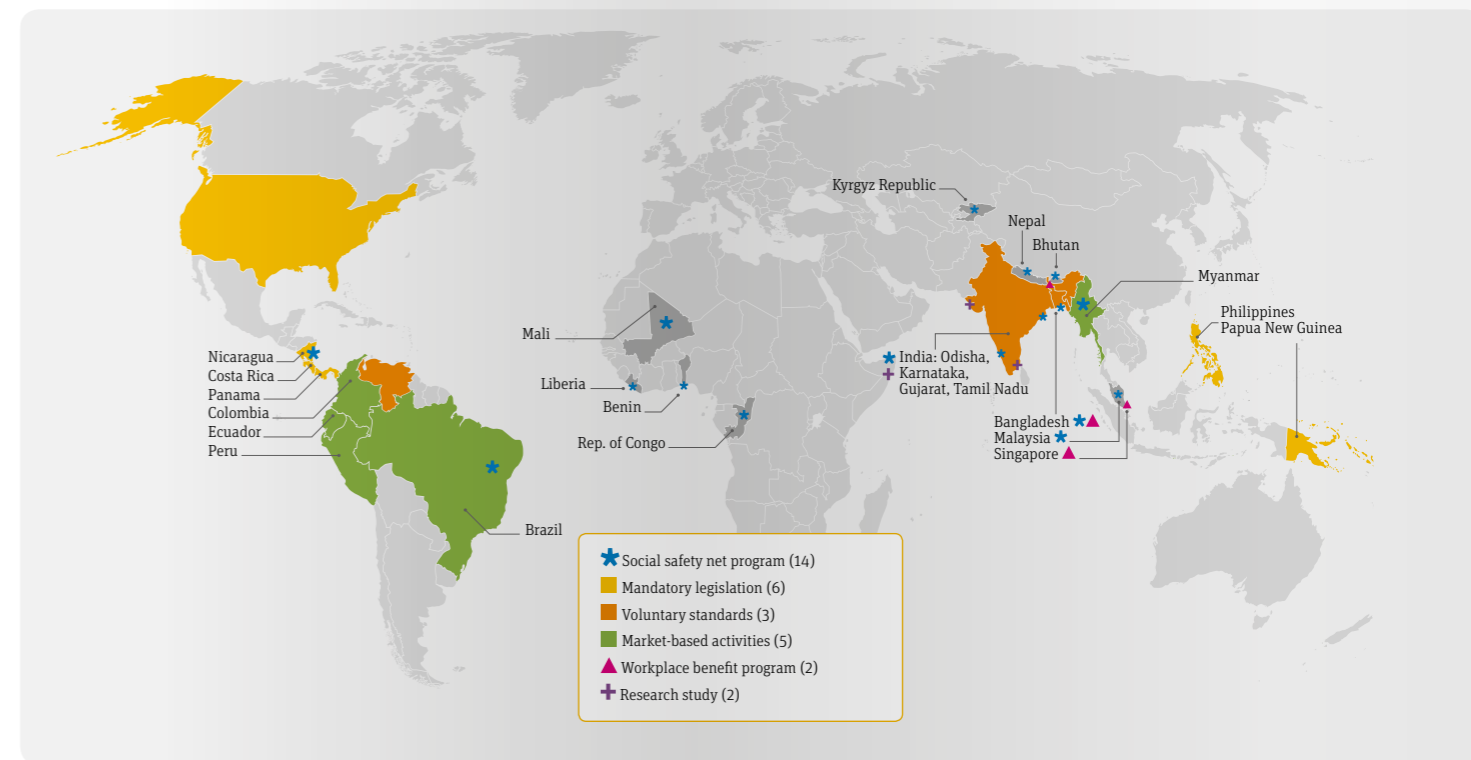 Kyrgyz Republic
Nepal
Bhutan
Myanmar
Philippines
Papua New Guinea
Mali
Nicaragua
Costa Rica
Panama
Colombia
Ecuador
Peru
Liberia
Benin
Rep. of Congo
India: Odisha,
Karnataka,
Gujarat, Tamil Nadu
Bangladesh
Malaysia
Singapore
Brazil
Social safety net program (14)
Mandatory legislation (6)
Voluntary standards (3)
Market-based activities (5)
Workplace benefit program (2)
Research study (2)